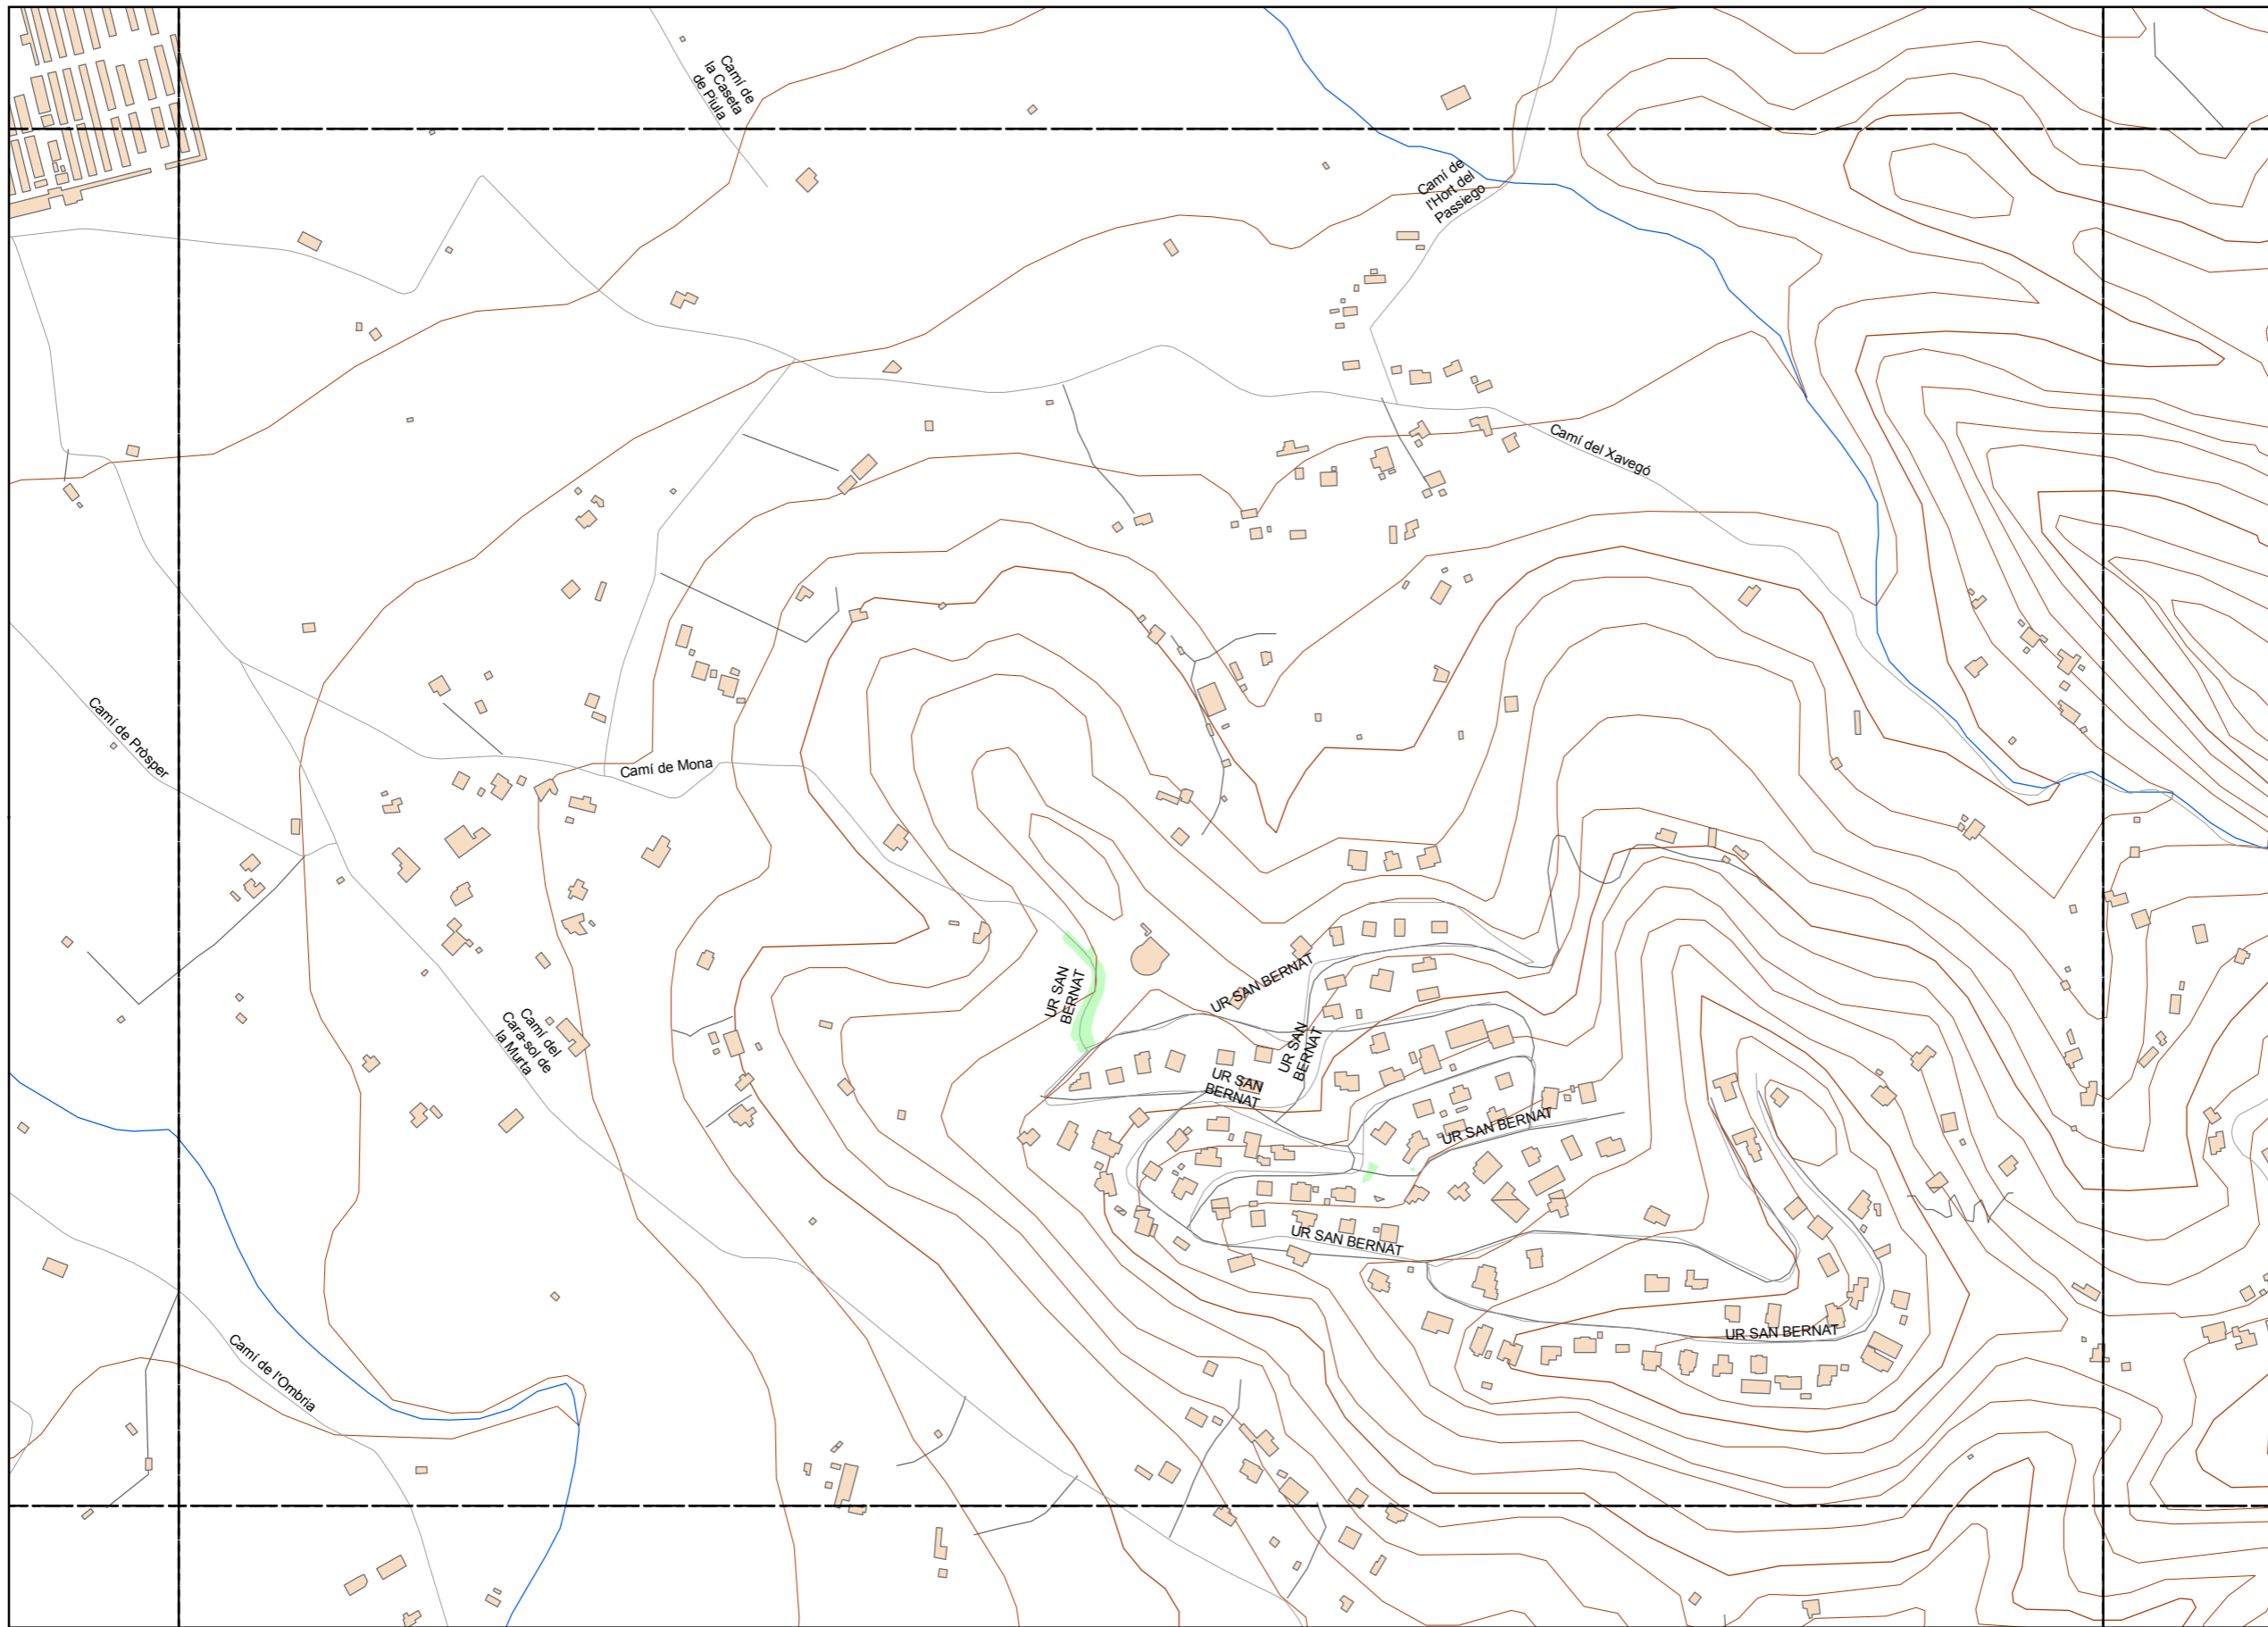 Camí de
la Caseta
de Piula
Camí de
l'Hort del
Passiego
Camí del Xavegó
Camí de Pròsper
Camí de Mona
UR SAN
BERNAT
UR SAN BERNAT
UR SAN
BERNAT
UR SAN
BERNAT
Camí del
Cara-sol de
la Murta
UR SAN BERNAT
UR SAN BERNAT
UR SAN BERNAT
Camí de l'Ombria